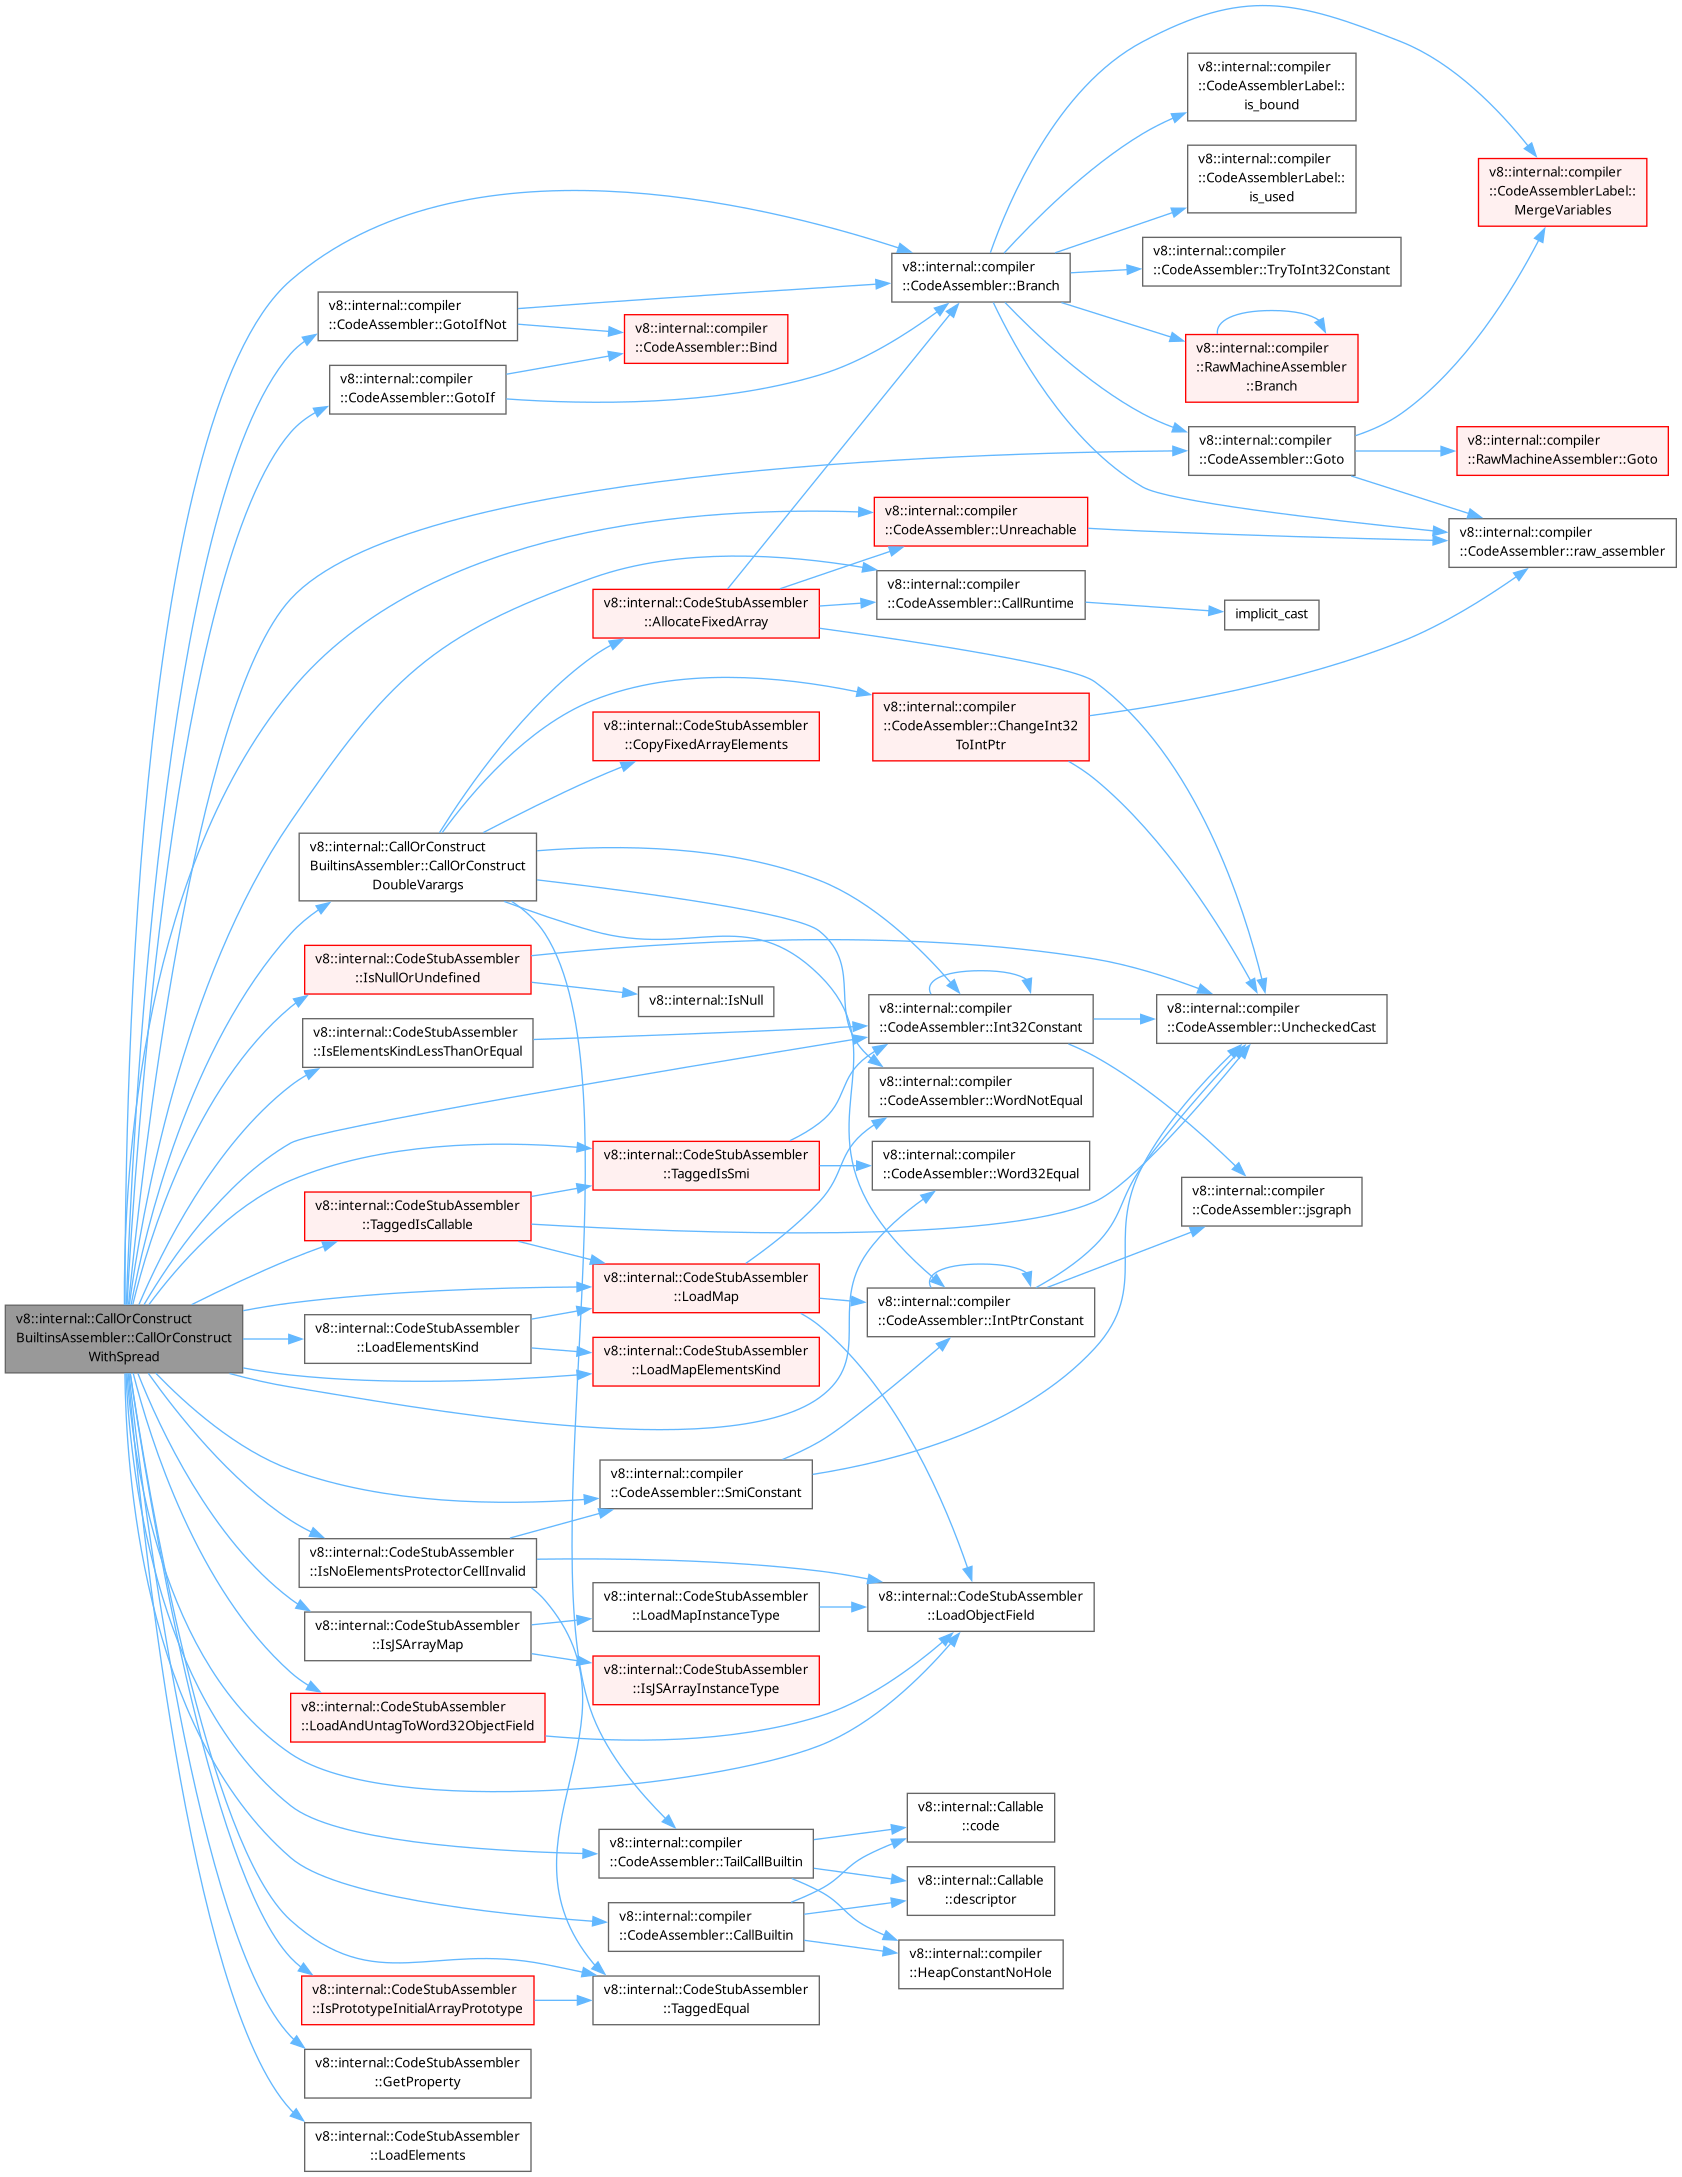 v8::internal::compiler
::CodeAssemblerLabel::
is_bound
v8::internal::compiler
::CodeAssemblerLabel::
is_used
v8::internal::compiler
::CodeAssemblerLabel::
MergeVariables
v8::internal::compiler
::CodeAssembler::TryToInt32Constant
v8::internal::compiler
::CodeAssembler::Branch
v8::internal::compiler
::CodeAssembler::GotoIfNot
v8::internal::compiler
::CodeAssembler::Bind
v8::internal::compiler
::RawMachineAssembler
::Branch
v8::internal::compiler
::CodeAssembler::GotoIf
v8::internal::compiler
::CodeAssembler::Goto
v8::internal::compiler
::RawMachineAssembler::Goto
v8::internal::compiler
::CodeAssembler::Unreachable
v8::internal::compiler
::CodeAssembler::raw_assembler
v8::internal::compiler
::CodeAssembler::CallRuntime
v8::internal::CodeStubAssembler
::AllocateFixedArray
implicit_cast
v8::internal::compiler
::CodeAssembler::ChangeInt32
ToIntPtr
v8::internal::CodeStubAssembler
::CopyFixedArrayElements
v8::internal::CallOrConstruct
BuiltinsAssembler::CallOrConstruct
DoubleVarargs
v8::internal::CodeStubAssembler
::IsNullOrUndefined
v8::internal::IsNull
v8::internal::compiler
::CodeAssembler::Int32Constant
v8::internal::compiler
::CodeAssembler::UncheckedCast
v8::internal::CodeStubAssembler
::IsElementsKindLessThanOrEqual
v8::internal::compiler
::CodeAssembler::WordNotEqual
v8::internal::CodeStubAssembler
::TaggedIsSmi
v8::internal::compiler
::CodeAssembler::Word32Equal
v8::internal::CodeStubAssembler
::TaggedIsCallable
v8::internal::compiler
::CodeAssembler::jsgraph
v8::internal::CodeStubAssembler
::LoadMap
v8::internal::compiler
::CodeAssembler::IntPtrConstant
v8::internal::CallOrConstruct
BuiltinsAssembler::CallOrConstruct
WithSpread
v8::internal::CodeStubAssembler
::LoadElementsKind
v8::internal::CodeStubAssembler
::LoadMapElementsKind
v8::internal::compiler
::CodeAssembler::SmiConstant
v8::internal::CodeStubAssembler
::IsNoElementsProtectorCellInvalid
v8::internal::CodeStubAssembler
::LoadMapInstanceType
v8::internal::CodeStubAssembler
::LoadObjectField
v8::internal::CodeStubAssembler
::IsJSArrayMap
v8::internal::CodeStubAssembler
::IsJSArrayInstanceType
v8::internal::CodeStubAssembler
::LoadAndUntagToWord32ObjectField
v8::internal::Callable
::code
v8::internal::compiler
::CodeAssembler::TailCallBuiltin
v8::internal::Callable
::descriptor
v8::internal::compiler
::CodeAssembler::CallBuiltin
v8::internal::compiler
::HeapConstantNoHole
v8::internal::CodeStubAssembler
::IsPrototypeInitialArrayPrototype
v8::internal::CodeStubAssembler
::TaggedEqual
v8::internal::CodeStubAssembler
::GetProperty
v8::internal::CodeStubAssembler
::LoadElements